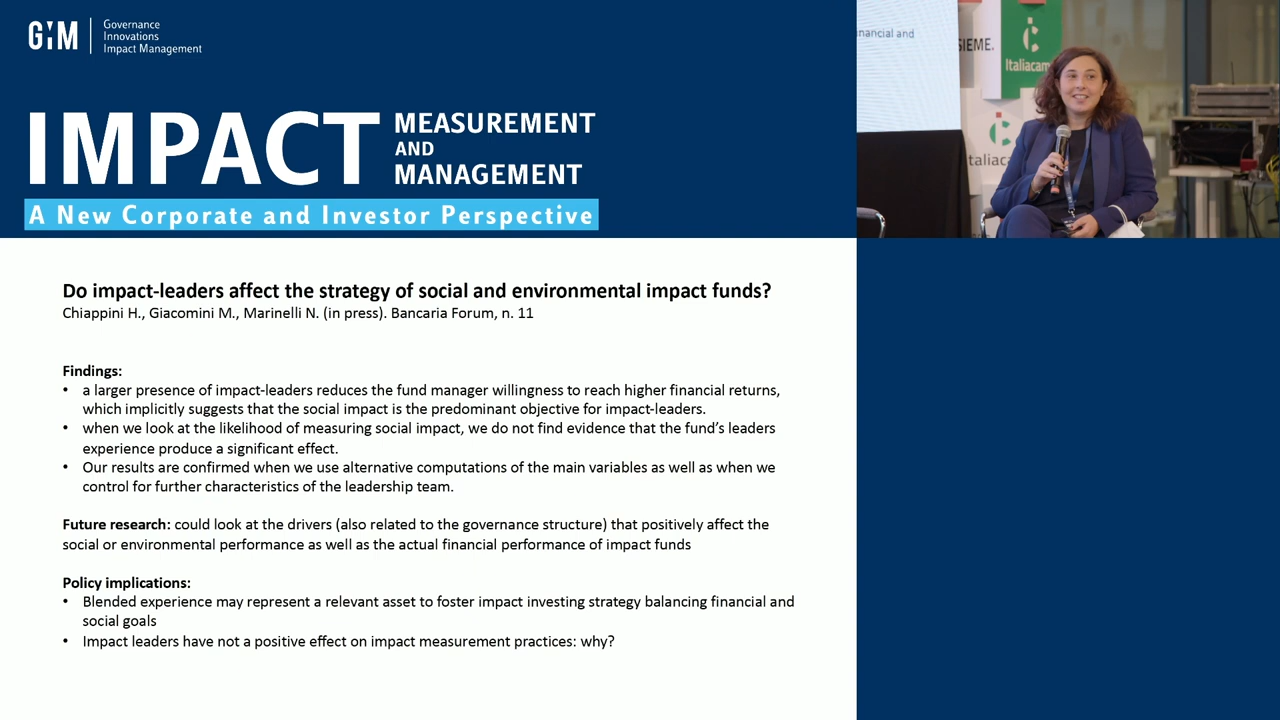 GIM
Governance
Innovations
Impact Management
IMPACT
MEASUREMENT
AND
MANAGEMENT
A New Corporate and Investor Perspective
nancial and
SIEME.
Italiacam
Do impact-leaders affect the strategy of social and environmental impact funds?
Chiappini H., Giacomini M., Marinelli N. (in press). Bancaria Forum, n. 11
Findings:
• a larger presence of impact-leaders reduces the fund manager willingness to reach higher financial returns,
which implicitly suggests that the social impact is the predominant objective for impact-leaders.
• when we look at the likelihood of measuring social impact, we do not find evidence that the fund's leaders
experience produce a significant effect.
• Our results are confirmed when we use alternative computations of the main variables as well as when we
control for further characteristics of the leadership team.
Future research: could look at the drivers (also related to the governance structure) that positively affect the
social or environmental performance as well as the actual financial performance of impact funds
Policy implications:
• Blended experience may represent a relevant asset to foster impact investing strategy balancing financial and
social goals
• Impact leaders have not a positive effect on impact measurement practices: why?